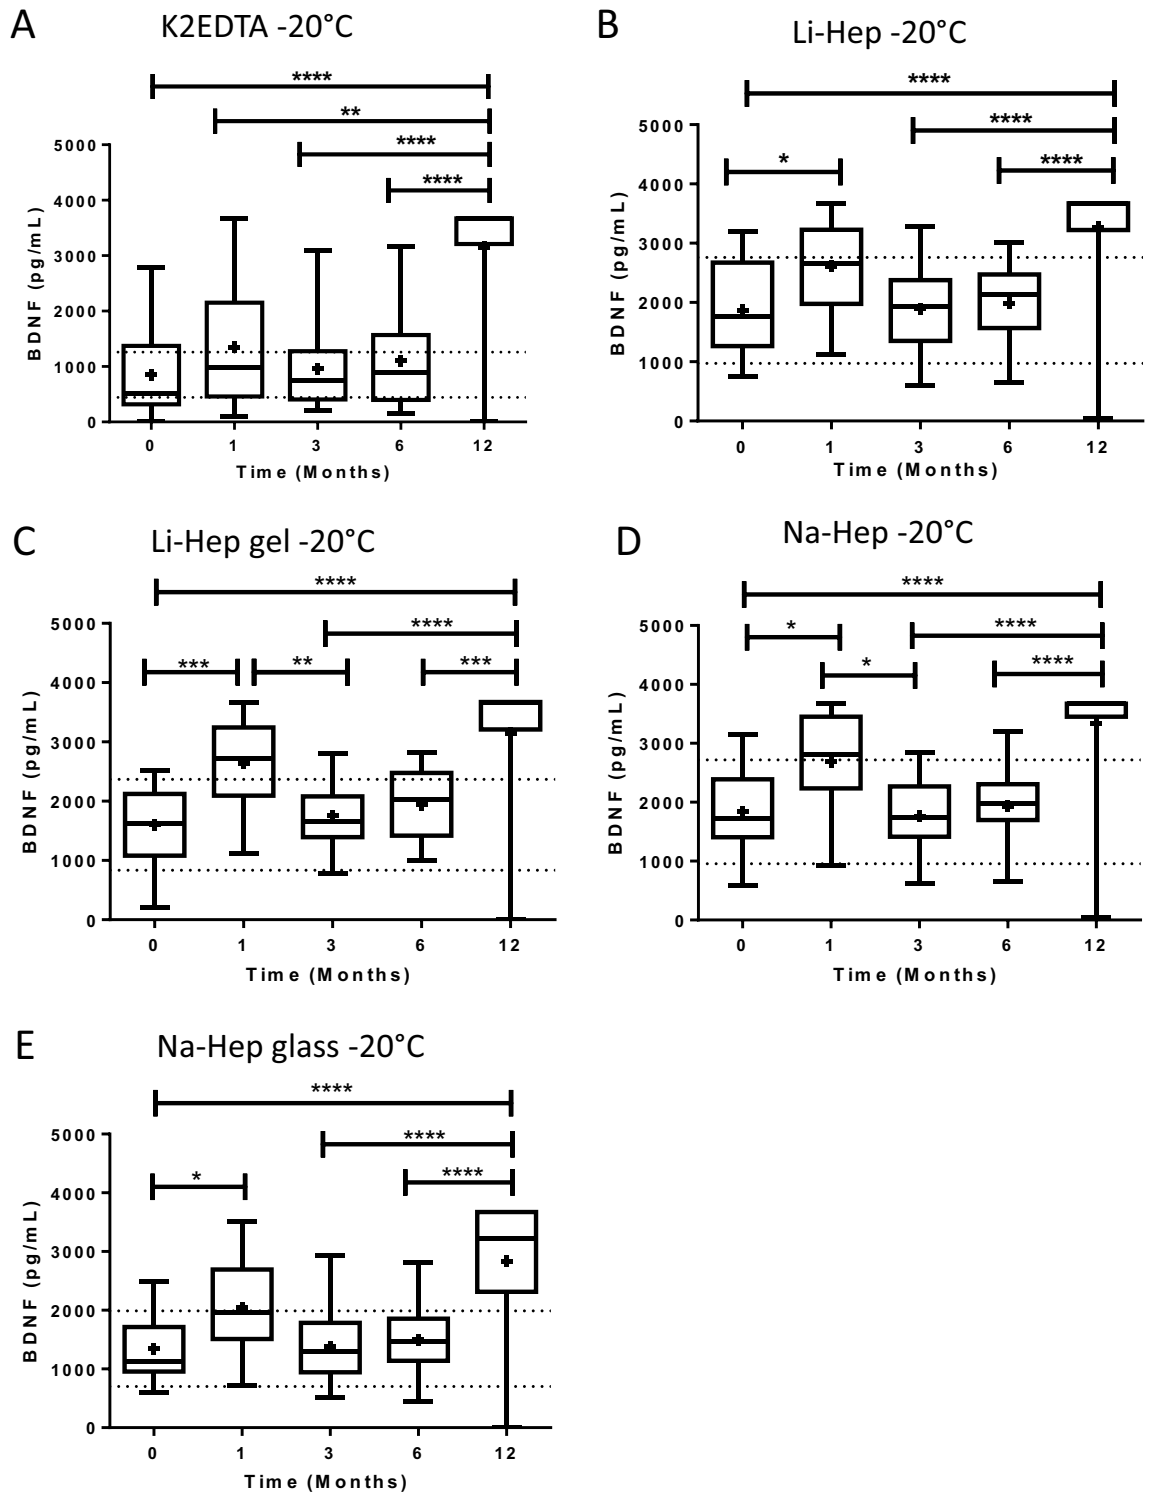 A
K2EDTA -20°C
****
**
****
****
BDNF (pg/mL)
5000
4000
3000
2000
1000
0
0 1 3 6 12
Time (Months)
B
Li-Hep -20°C
****
****
*
****
BDNF (pg/mL)
5000
4000
3000
2000
1000
0
0 1 3 6 12
Time (Months)
C
Li-Hep gel -20°C
****
****
*** ** ***
BDNF (pg/mL)
5000
4000
3000
2000
1000
0
0 1 3 6 12
Time (Months)
D
Na-Hep -20°C
****
* ****
* ****
BDNF (pg/mL)
5000
4000
3000
2000
1000
0
0 1 3 6 12
Time (Months)
E
Na-Hep glass -20°C
****
****
* ****
BDNF (pg/mL)
5000
4000
3000
2000
1000
0
0 1 3 6 12
Time (Months)